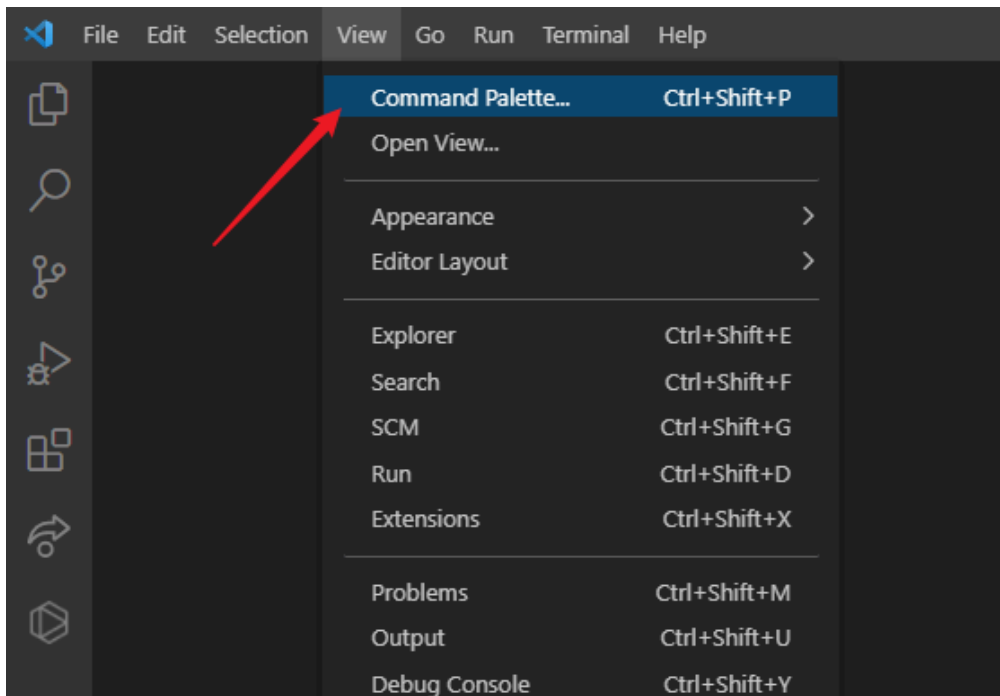 File Edit Selection View Go Run Terminal Help
Command Palette... Ctrl+Shift+P
Open View...
Appearance
Editor Layout
Explorer Ctrl+Shift+E
Search Ctrl+Shift+F
SCM Ctrl+Shift+G
Run Ctrl+Shift+D
Extensions Ctrl+Shift+X
Problems Ctrl+Shift+M
Output Ctrl+Shift+U
Debug Console Ctrl+Shift+Y